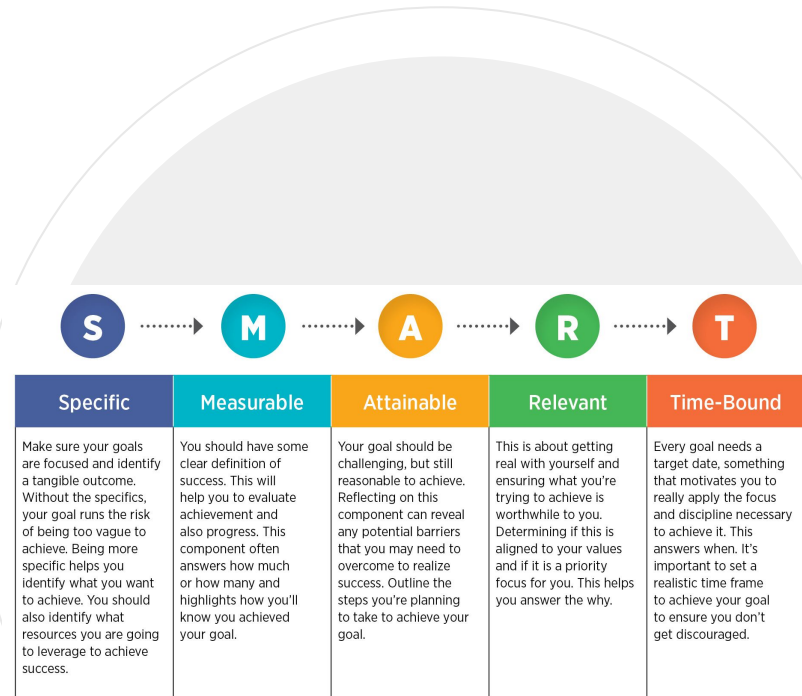 S M A R T
Specific
Measurable
Attainable
Relevant
Time-Bound
Make sure your goals
are focused and identify
a tangible outcome.
Without the specifics,
your goal runs the risk
of being too vague to
achieve. Being more
specific helps you
identify what you want
to achieve. You should
also identify what
resources you are going
to leverage to achieve
success.
You should have some
clear definition of
success. This will
help you to evaluate
achievement and
also progress. This
component often
answers how much
or how many and
highlights how you'll
know you achieved
your goal.
Your goal should be
challenging, but still
reasonable to achieve.
Reflecting on this
component can reveal
any potential barriers
that you may need to
overcome to realize
success. Outline the
steps you're planning
to take to achieve your
goal.
This is about getting
real with yourself and
ensuring what you're
trying to achieve is
worthwhile to you.
Determining if this is
aligned to your values
and if it is a priority
focus for you. This helps
you answer the why.
Every goal needs a
target date, something
that motivates you to
really apply the focus
and discipline necessary
to achieve it. This
answers when. It's
important to set a
realistic time frame
to achieve your goal
to ensure you don't
get discouraged.